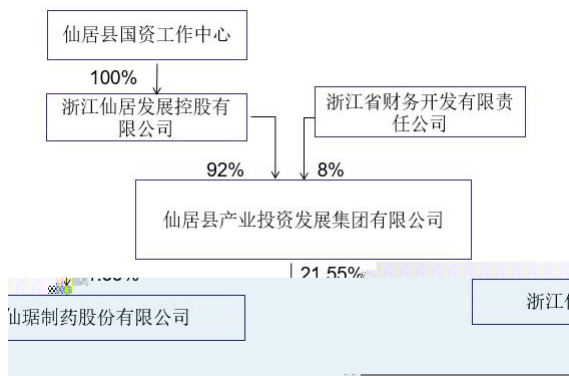 仙居县国资工作中心
100%
浙江仙居发展控股有
限公司
浙江省财务开发有限责
任公司
92%
8%
仙居县产业投资发展集团有限公司
21.55%
仙琚制药股份有限公司
浙江